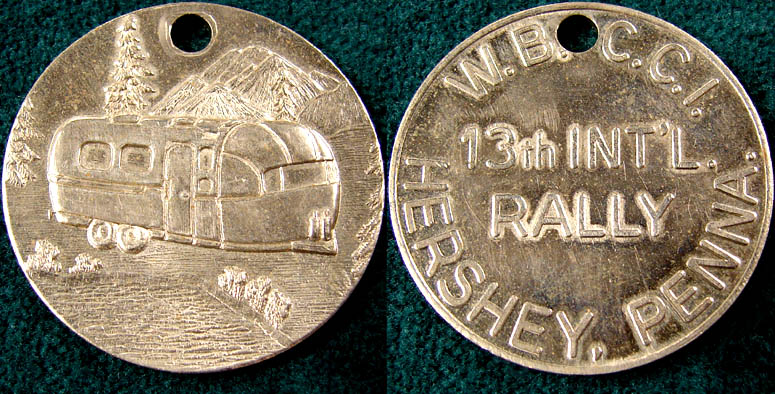 W.B. C.C.I.
13th INT'L.
RALLY
HERSHEY, PENNA.